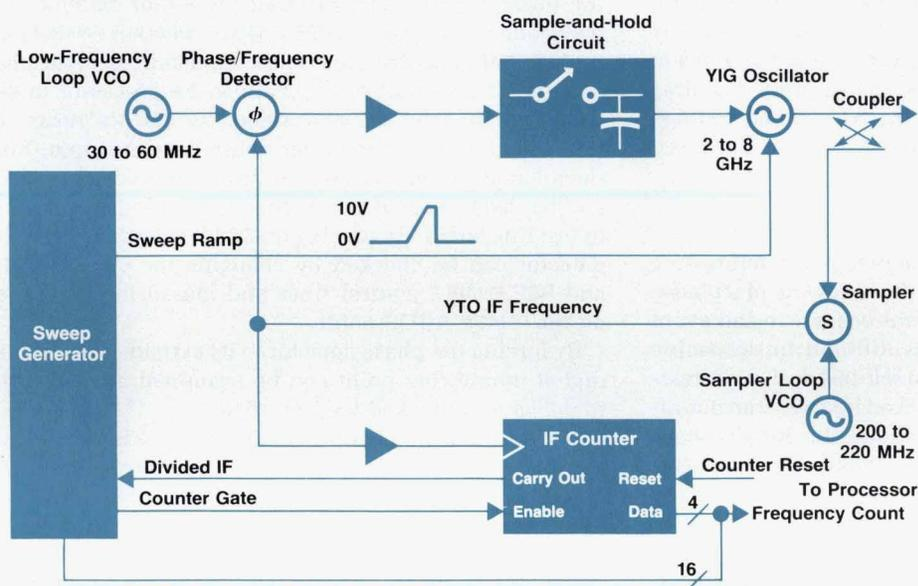 Sample-and-Hold
Circuit
Low-Frequency
Loop VCO
Phase/Frequency
Detector
YIG Oscillator
Coupler
ϕ
30 to 60 MHz
2 to 8
GHz
10V
0V
Sweep Ramp
Sweep
Generator
YTO IF Frequency
Sampler
S
Sampler Loop
VCO
200 to
220 MHz
IF Counter
Divided IF
Carry Out
Reset
Counter Reset
Counter Gate
Enable
Data
4
To Processor
Frequency Count
16